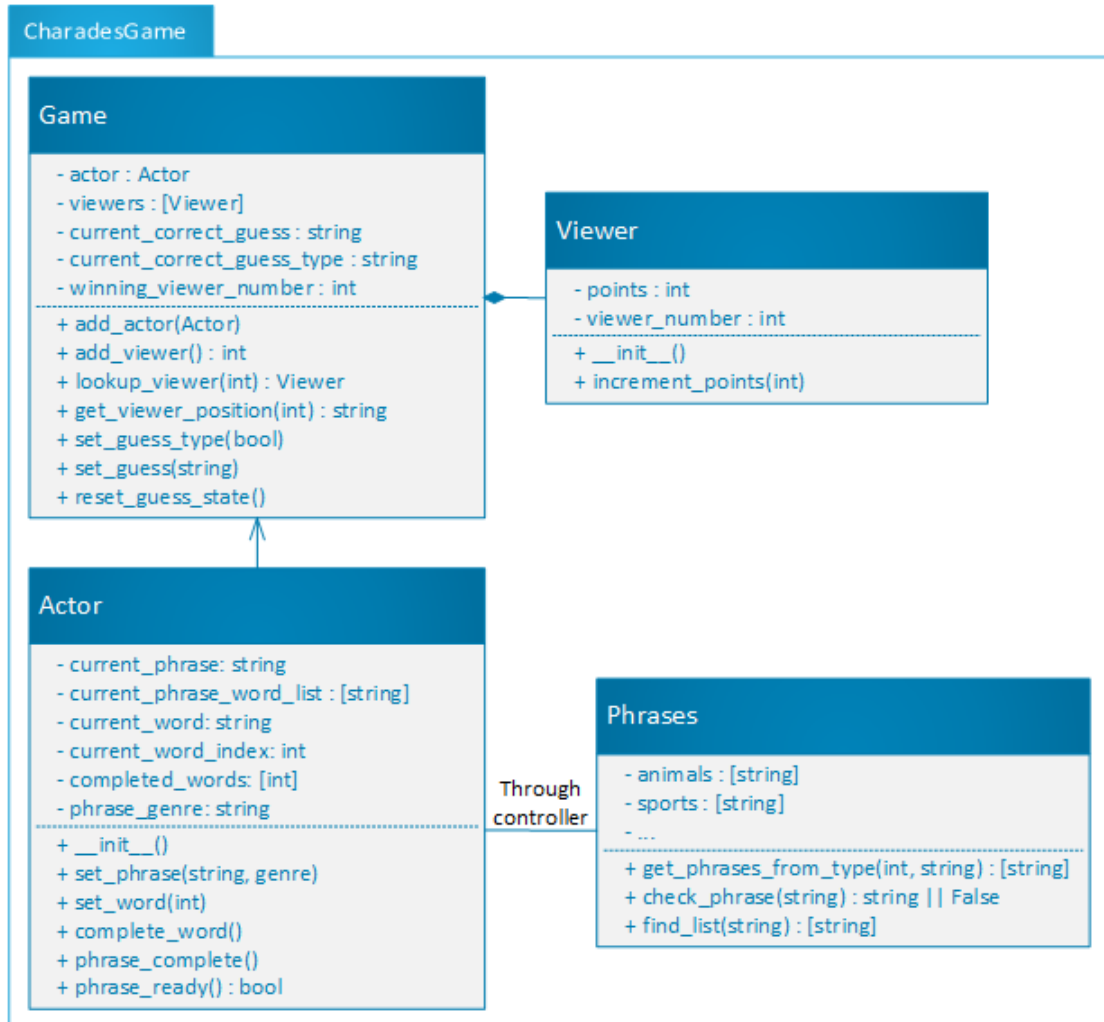 CharadesGame
Game
- actor : Actor
- viewers : [Viewer]
- current_correct_guess : string
- current_correct_guess_type : string
- winning_viewer_number : int
+ add_actor(Actor)
+ add_viewer() : int
+ lookup_viewer(int) : Viewer
+ get_viewer_position(int) : string
+ set_guess_type(bool)
+ set_guess(string)
+ reset_guess_state()
Viewer
- points : int
- viewer_number : int
+ __init__()
+ increment_points(int)
Actor
- current_phrase: string
- current_phrase_word_list : [string]
- current_word: string
- current_word_index: int
- completed_words: [int]
- phrase_genre: string
+ __init__()
+ set_phrase(string, genre)
+ set_word(int)
+ complete_word()
+ phrase_complete()
+ phrase_ready() : bool
Through
controller
Phrases
- animals : [string]
- sports : [string]
- ...
+ get_phrases_from_type(int, string) : [string]
+ check_phrase(string) : string || False
+ find_list(string) : [string]